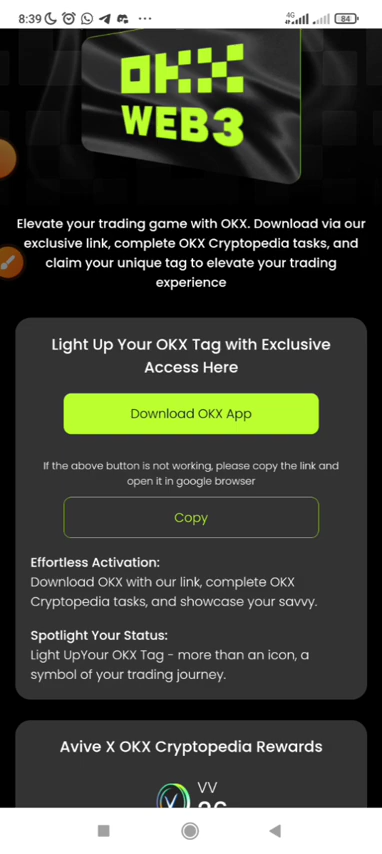 8:39
4G
84
OKX
WEB3
Elevate your trading game with OKX. Download via our
exclusive link, complete OKX Cryptopedia tasks, and
claim your unique tag to elevate your trading
experience
Light Up Your OKX Tag with Exclusive
Access Here
Download OKX App
If the above button is not working, please copy the link and
open it in google browser
Copy
Effortless Activation:
Download OKX with our link, complete OKX
Cryptopedia tasks, and showcase your savvy.
Spotlight Your Status:
Light UpYour OKX Tag - more than an icon, a
symbol of your trading journey.
Avive X OKX Cryptopedia Rewards
VV